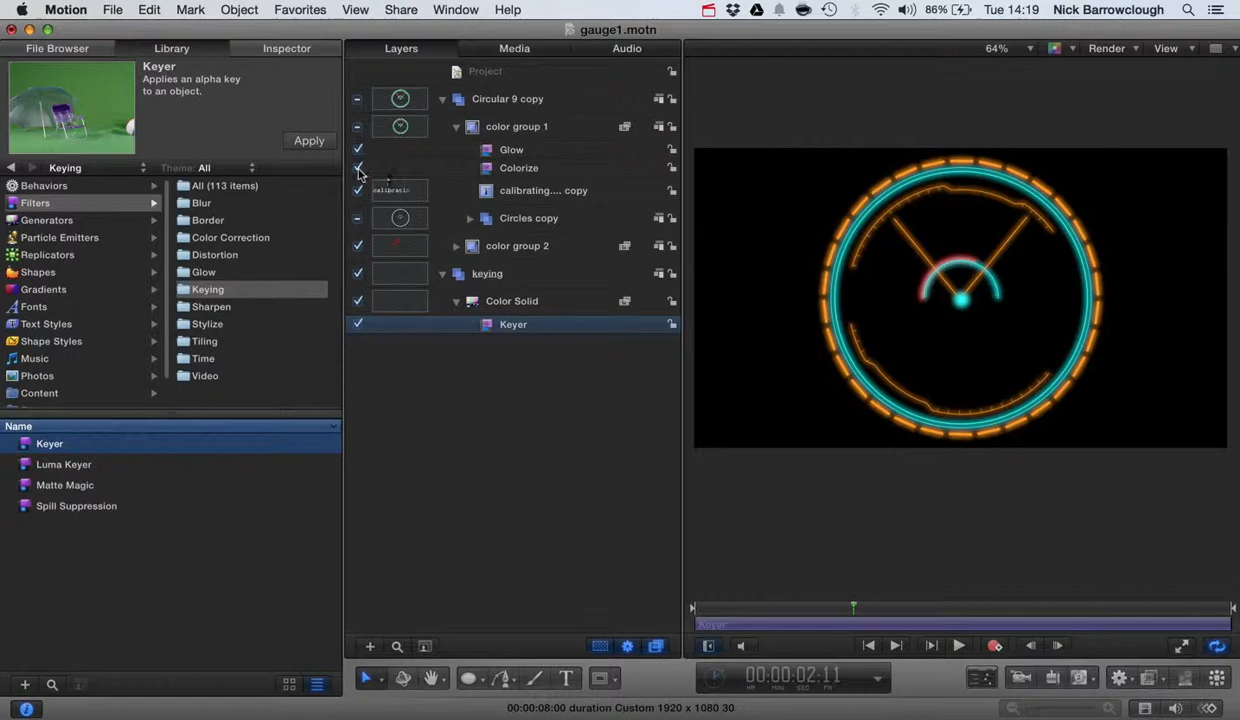 Motion File Edit Mark Object Favorites View Share Window Help 86% Tue 14:19 Nick Barrowclough
gauge1.motn
File Browser Library Inspector Layers Media Audio 64% Render View
Keyer
Applies an alpha key
to an object.
Apply
Keying Theme: All
Behaviors
Filters
Generators
Particle Emitters
Replicators
Shapes
Gradients
Fonts
Text Styles
Shape Styles
Music
Photos
Content
All (113 items)
Blur
Border
Color Correction
Distortion
Glow
Keying
Sharpen
Stylize
Tiling
Time
Video
Name
Keyer
Luma Keyer
Matte Magic
Spill Suppression
Project
Circular 9 copy
color group 1
Glow
Colorize
calibrating.... copy
Circles copy
color group 2
keying
Color Solid
Keyer
Keyer
00:00:02:11
HR MIN SEC FR
00:00:08:00 duration Custom 1920 x 1080 30